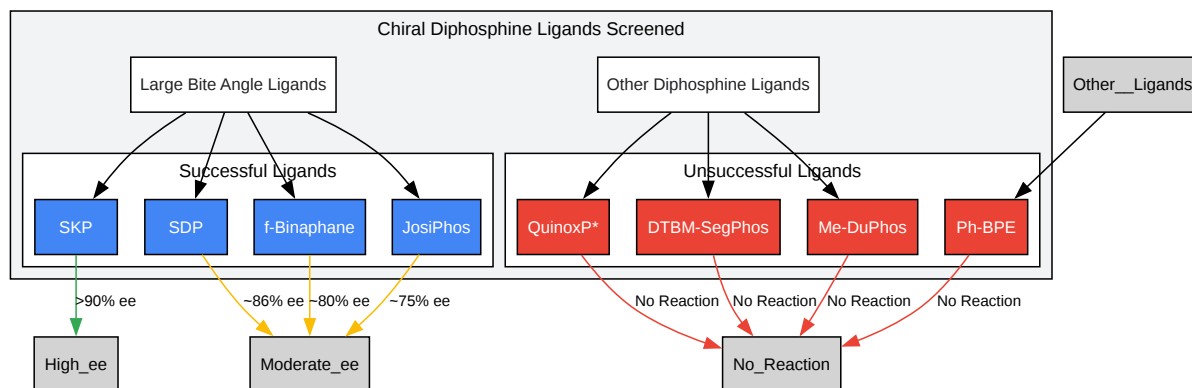 Chiral Diphosphine Ligands Screened
Large Bite Angle Ligands
Other Diphosphine Ligands
Other__Ligands
Successful Ligands
Unsuccessful Ligands
SKP
SDP
f-Binaphane
JosiPhos
QuinoxP*
DTBM-SegPhos
Me-DuPhos
Ph-BPE
>90% ee
~86% ee
~80% ee
~75% ee
No Reaction
No Reaction
No Reaction
No Reaction
High_ee
Moderate_ee
No_Reaction